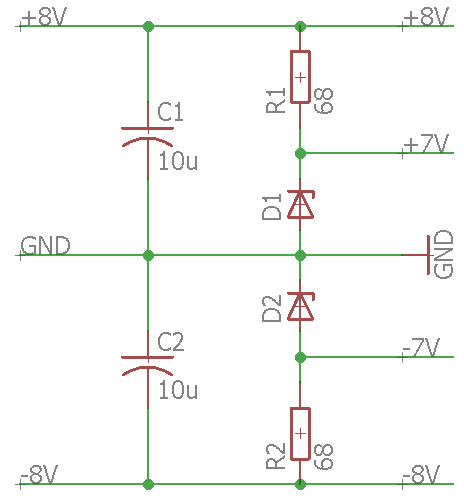 +8V
+8V
R1
68
C1
10u
+7V
D1
GND
GND
D2
C2
10u
-7V
R2
68
-8V
-8V